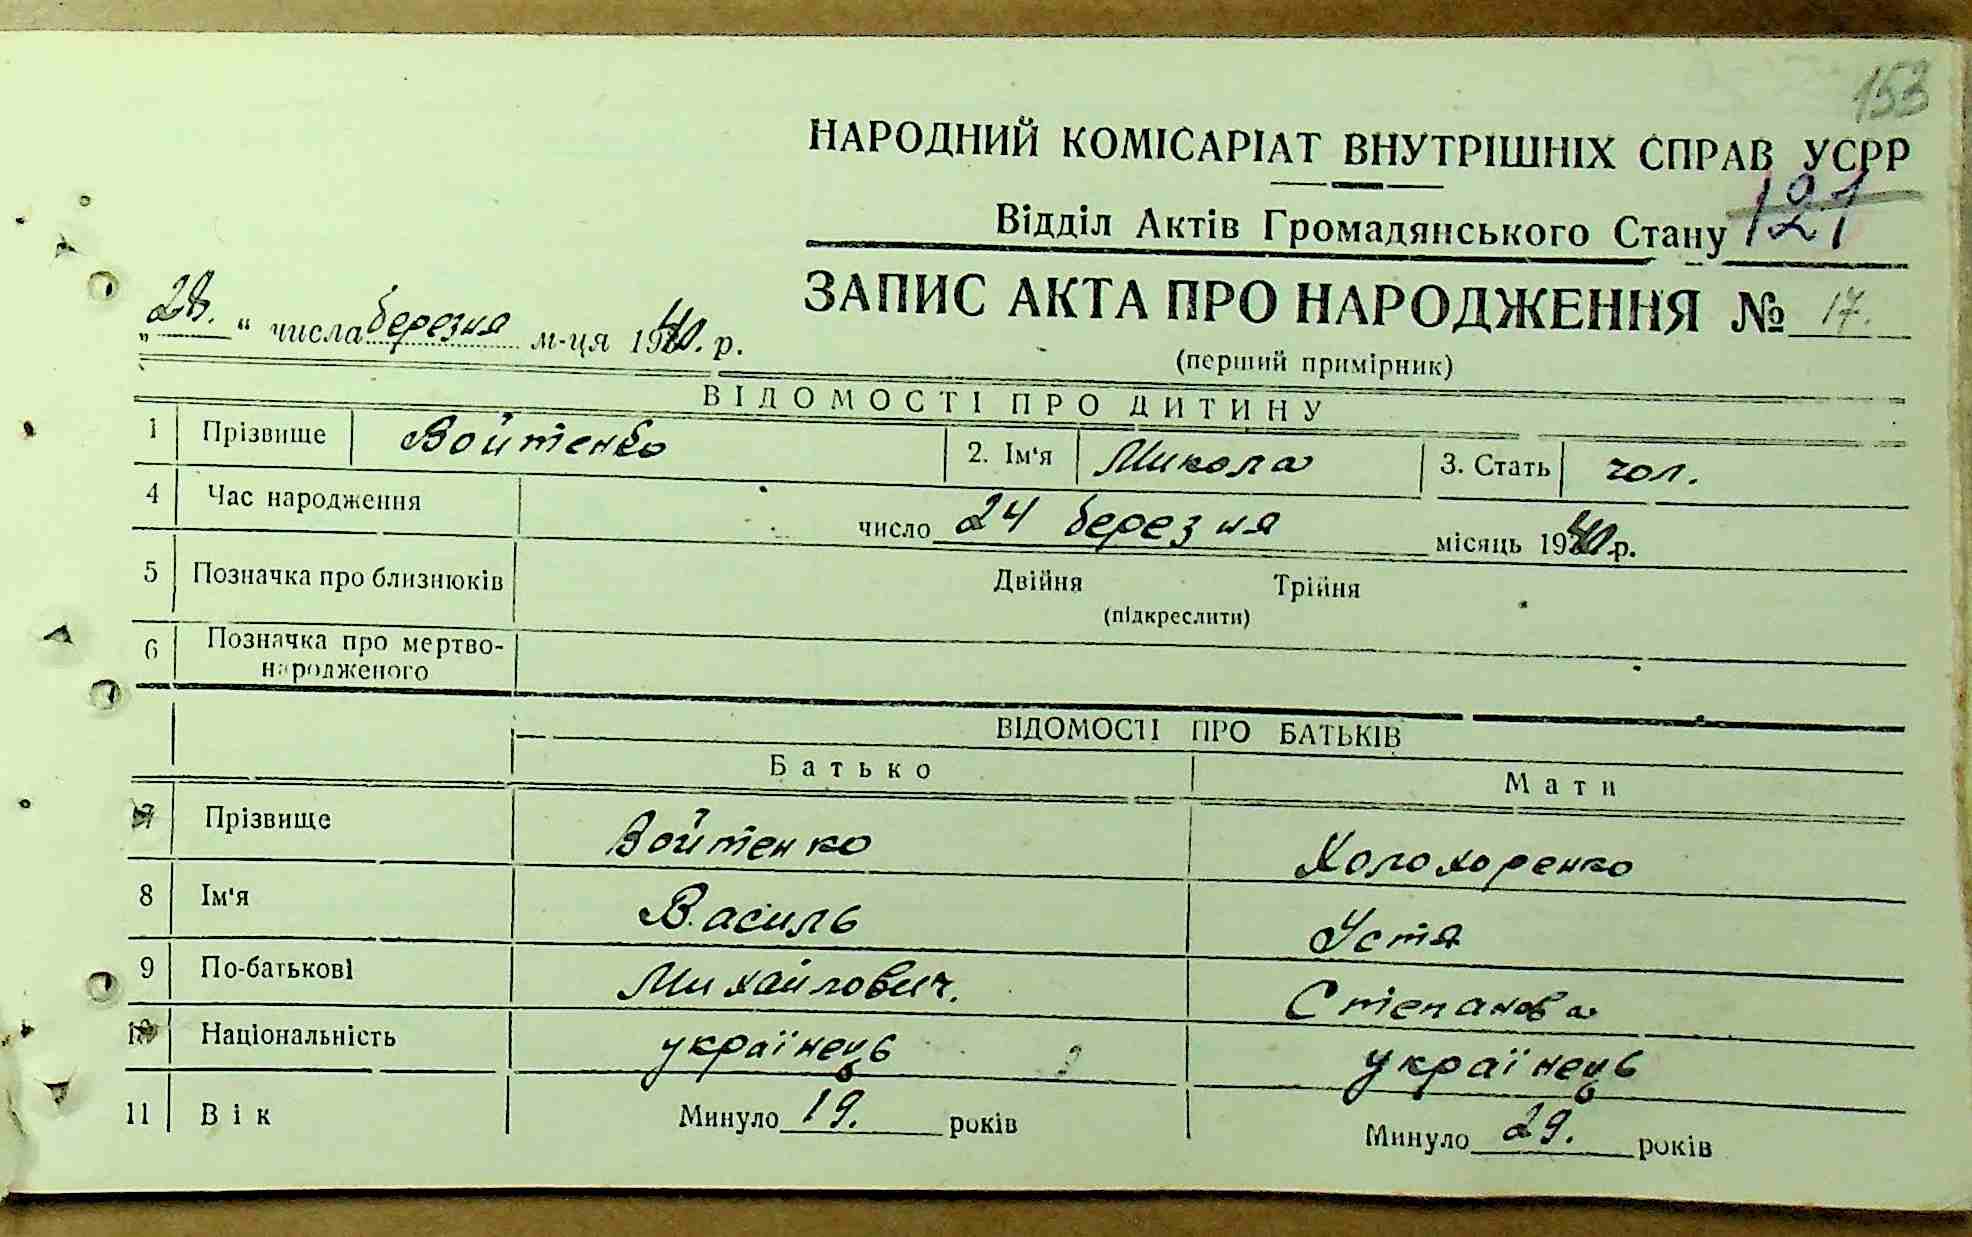 153
НАРОДНИЙ КОМІСАРІАТ ВНУТРІШНІХ СПРАВ УСРР
Відділ Актів Громадянського Стану 121
ЗАПИС АКТА ПРО НАРОДЖЕННЯ № 17.
„28.“ числа березня м-ця 1940. р.
(перший примірник)
ВІДОМОСТІ ПРО ДИТИНУ
1 Прізвище Войтенко 2. Ім'я Микола 3. Стать чол.
4 Час народження число 24 березня місяць 1940 р.
5 Позначка про близнюків Двійня Трійня
(підкреслити)
6 Позначка про мертво-
народженого
ВІДОМОСТІ ПРО БАТЬКІВ
Батько Мати
7 Прізвище Войтенко Холохоренко
8 Ім'я Василь Устя
9 По-батькові Михайлович. Степанова
10 Національність українець українець
11 Вік Минуло 19. років Минуло 29. років